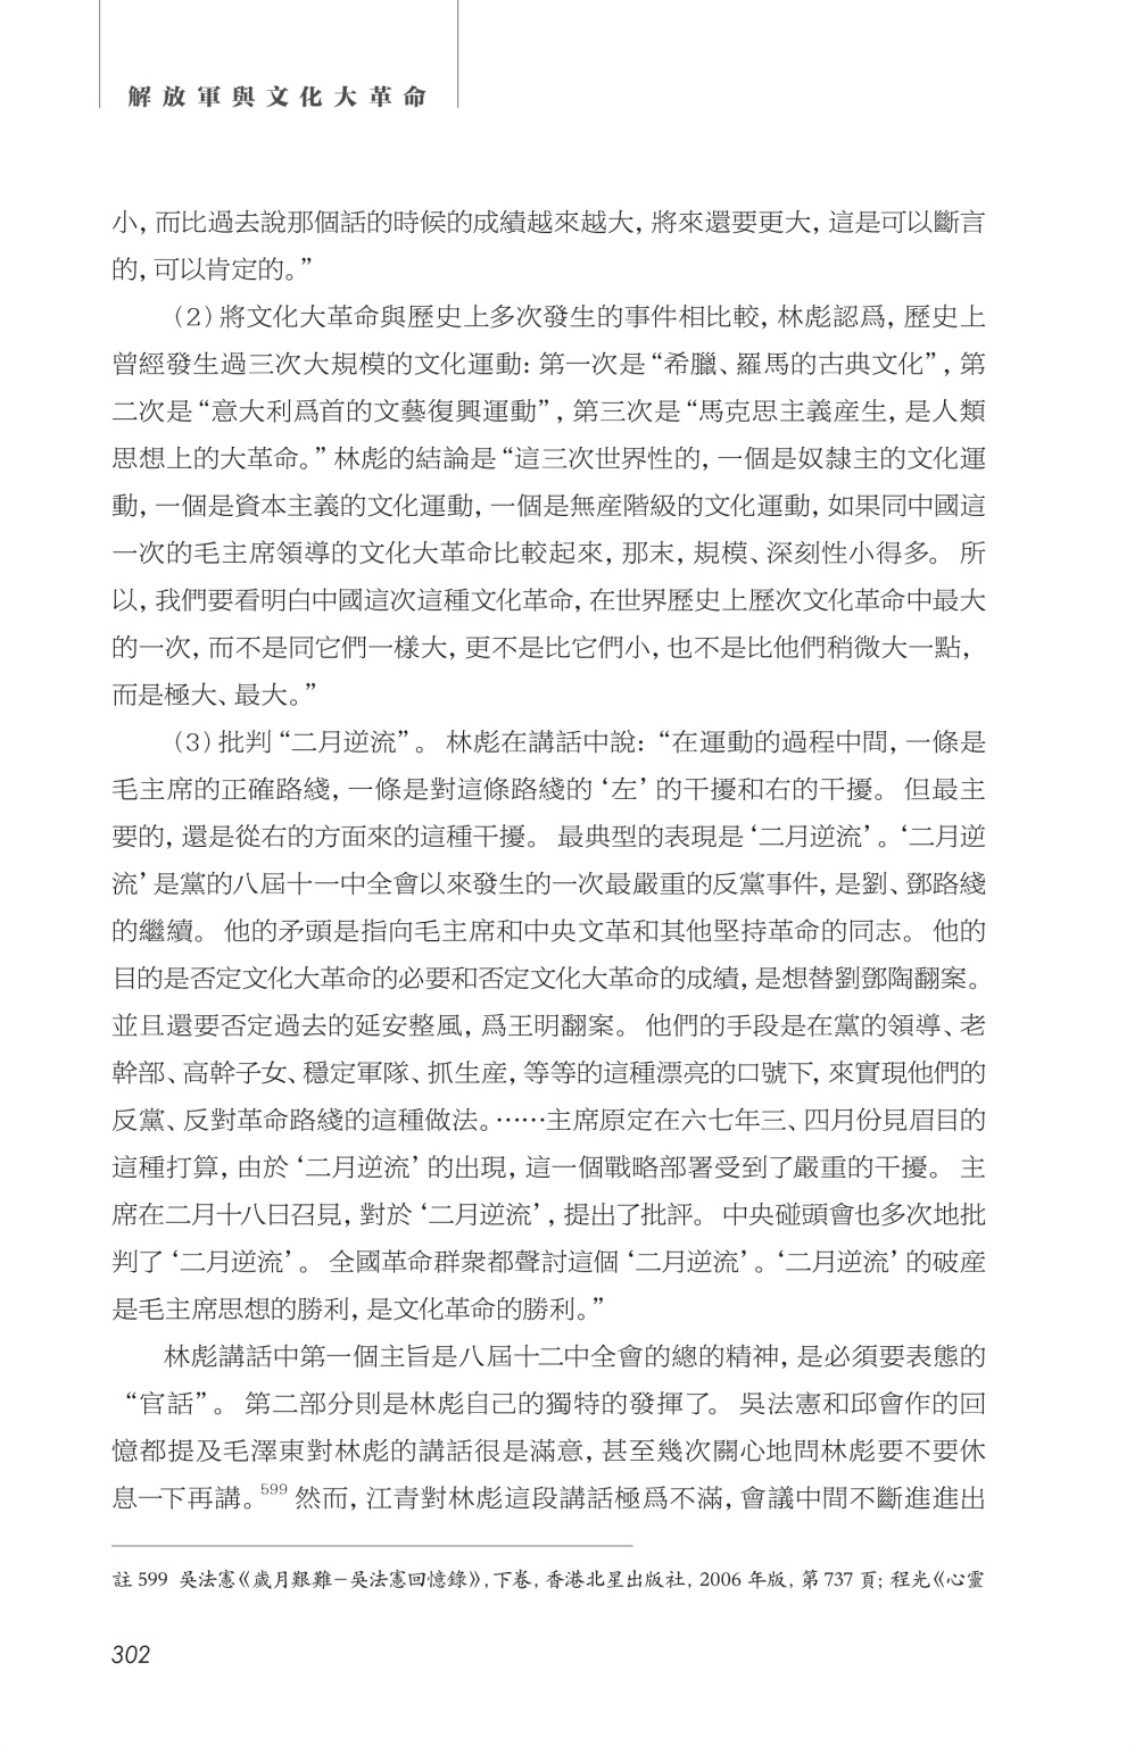 解放軍與文化大革命
小, 而比過去說那個話的時候的成績越來越大, 將來還要更大, 這是可以斷言
的, 可以肯定的。”
(2) 將文化大革命與歷史上多次發生的事件相比較, 林彪認爲, 歷史上
曾經發生過三次大規模的文化運動: 第一次是“希臘、羅馬的古典文化”, 第
二次是“意大利爲首的文藝復興運動”, 第三次是“馬克思主義産生, 是人類
思想上的大革命。”林彪的結論是“這三次世界性的, 一個是奴隸主的文化運
動, 一個是資本主義的文化運動, 一個是無産階級的文化運動, 如果同中國這
一次的毛主席領導的文化大革命比較起來, 那末, 規模、深刻性小得多。 所
以, 我們要看明白中國這次這種文化革命, 在世界歷史上歷次文化革命中最大
的一次, 而不是同它們一樣大, 更不是比它們小, 也不是比他們稍微大一點,
而是極大、最大。”
(3) 批判“二月逆流”。 林彪在講話中說: “在運動的過程中間, 一條是
毛主席的正確路綫, 一條是對這條路綫的‘左’的干擾和右的干擾。 但最主
要的, 還是從右的方面來的這種干擾。 最典型的表現是‘二月逆流’。‘二月逆
流’是黨的八屆十一中全會以來發生的一次最嚴重的反黨事件, 是劉、鄧路綫
的繼續。 他的矛頭是指向毛主席和中央文革和其他堅持革命的同志。 他的
目的是否定文化大革命的必要和否定文化大革命的成績, 是想替劉鄧陶翻案。
並且還要否定過去的延安整風, 爲王明翻案。 他們的手段是在黨的領導、老
幹部、高幹子女、穩定軍隊、抓生産, 等等的這種漂亮的口號下, 來實現他們的
反黨、反對革命路綫的這種做法。……主席原定在六七年三、四月份見眉目的
這種打算, 由於‘二月逆流’的出現, 這一個戰略部署受到了嚴重的干擾。 主
席在二月十八日召見, 對於‘二月逆流’, 提出了批評。 中央碰頭會也多次地批
判了‘二月逆流’。 全國革命群衆都聲討這個‘二月逆流’。‘二月逆流’的破産
是毛主席思想的勝利, 是文化革命的勝利。”
林彪講話中第一個主旨是八屆十二中全會的總的精神, 是必須要表態的
“官話”。 第二部分則是林彪自己的獨特的發揮了。 吳法憲和邱會作的回
憶都提及毛澤東對林彪的講話很是滿意, 甚至幾次關心地問林彪要不要休
息一下再講。599 然而, 江青對林彪這段講話極爲不滿, 會議中間不斷進進出
註 599 吳法憲《歲月艱難－吳法憲回憶錄》, 下卷, 香港北星出版社, 2006 年版, 第 737 頁; 程光《心靈
302